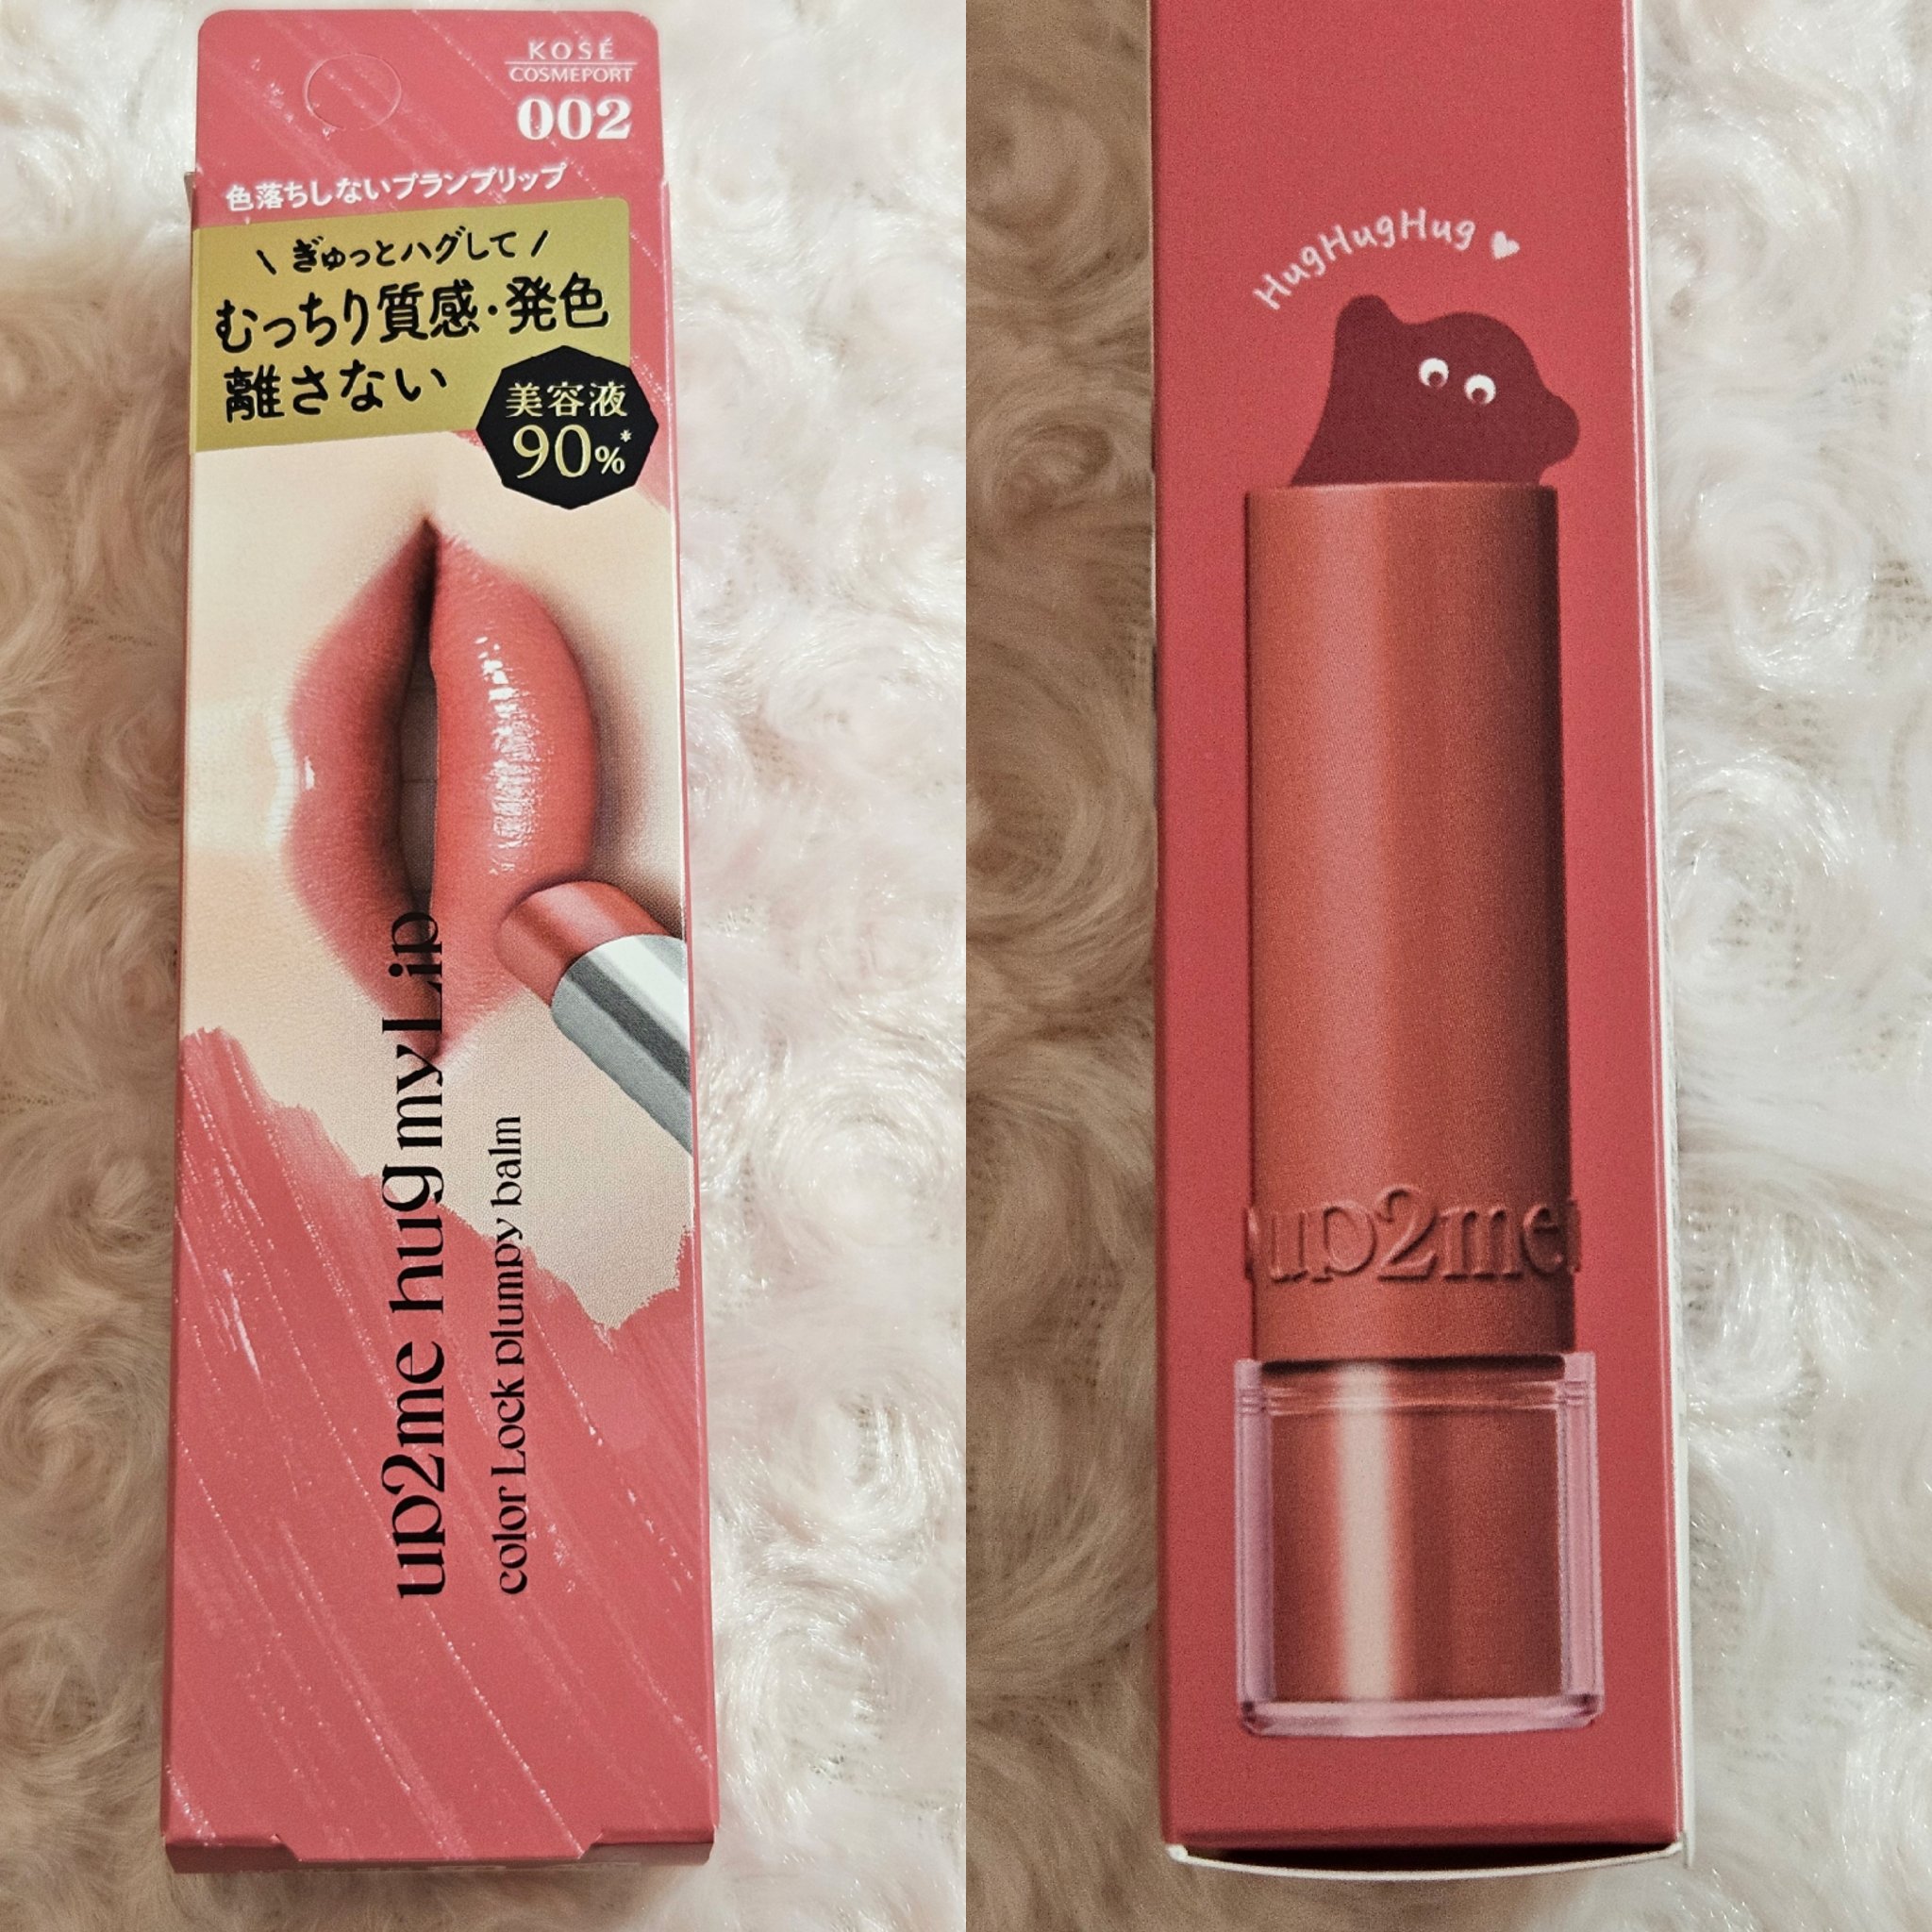 KOSÉ
COSMEPORT
002
色落ちしないプランプリップ
\ ぎゅっとハグして /
むっちり質感・発色
離さない
美容液
90%*
up2me hug my Lip
color Lock plumpy balm
HugHugHug ♥
up2me